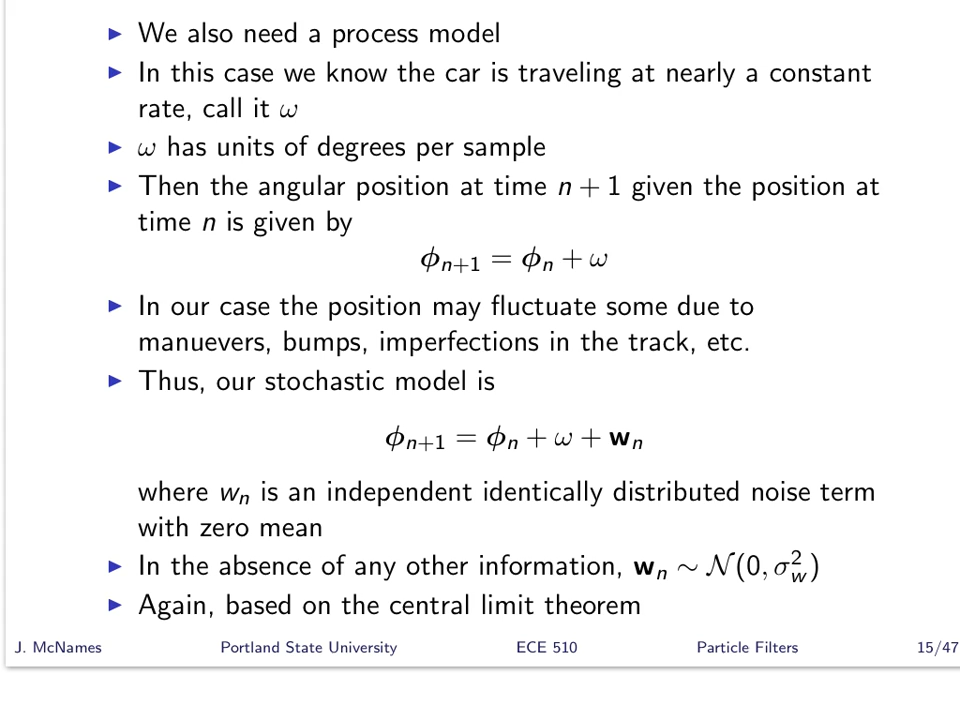 ▶ We also need a process model
▶ In this case we know the car is traveling at nearly a constant
rate, call it ω
▶ ω has units of degrees per sample
▶ Then the angular position at time n + 1 given the position at
time n is given by
ϕₙ₊₁ = ϕₙ + ω
▶ In our case the position may fluctuate some due to
manuevers, bumps, imperfections in the track, etc.
▶ Thus, our stochastic model is
ϕₙ₊₁ = ϕₙ + ω + wₙ
where wₙ is an independent identically distributed noise term
with zero mean
▶ In the absence of any other information, wₙ ∼ 𝒩(0, σ²_w)
▶ Again, based on the central limit theorem
J. McNames Portland State University ECE 510 Particle Filters 15/47